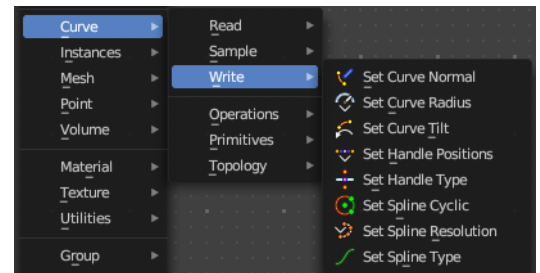 Curve
Instances
Mesh
Point
Volume
Material
Texture
Utilities
Group
Read
Sample
Write
Operations
Primitives
Topology
Set Curve Normal
Set Curve Radius
Set Curve Tilt
Set Handle Positions
Set Handle Type
Set Spline Cyclic
Set Spline Resolution
Set Spline Type